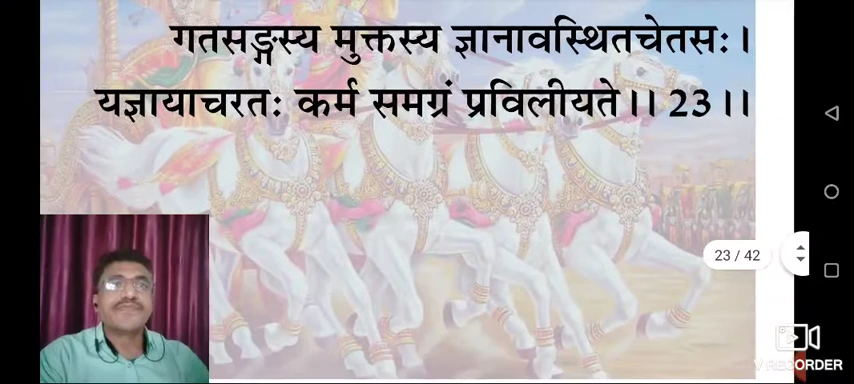 गतसङ्गस्य मुक्तस्य ज्ञानावस्थितचेतसः।
यज्ञायाचरतः कर्म समग्रं प्रविलीयते।। 23।।
23 / 42
V RECORDER